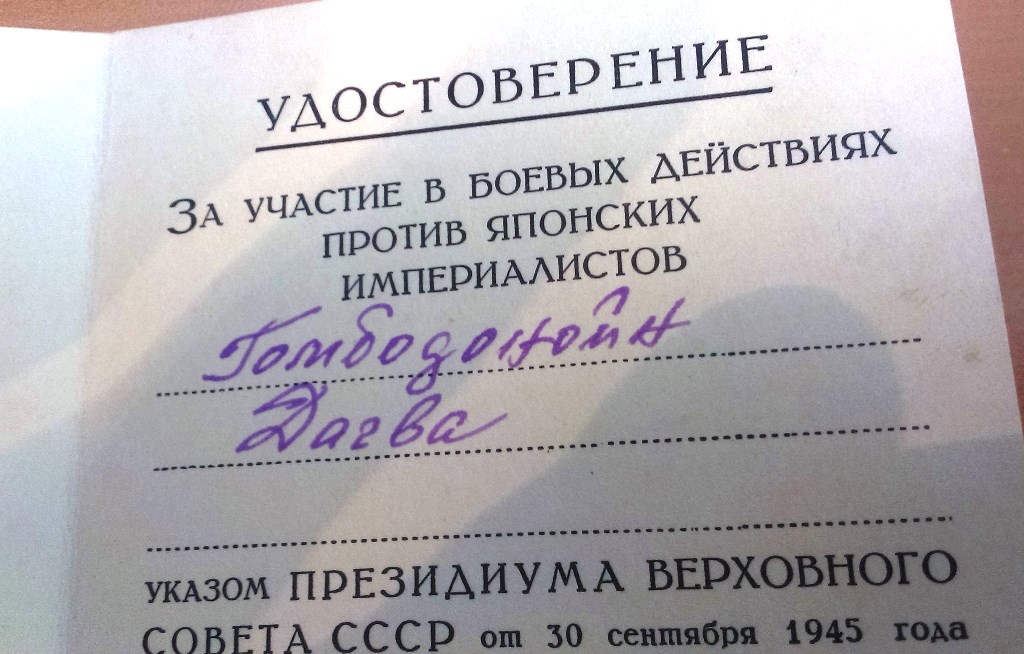 УДОСТОВЕРЕНИЕ
ЗА УЧАСТИЕ В БОЕВЫХ ДЕЙСТВИЯХ
ПРОТИВ ЯПОНСКИХ
ИМПЕРИАЛИСТОВ
Гомбодонойн
Дагва
УКАЗОМ ПРЕЗИДИУМА ВЕРХОВНОГО
СОВЕТА СССР от 30 сентября 1945 года